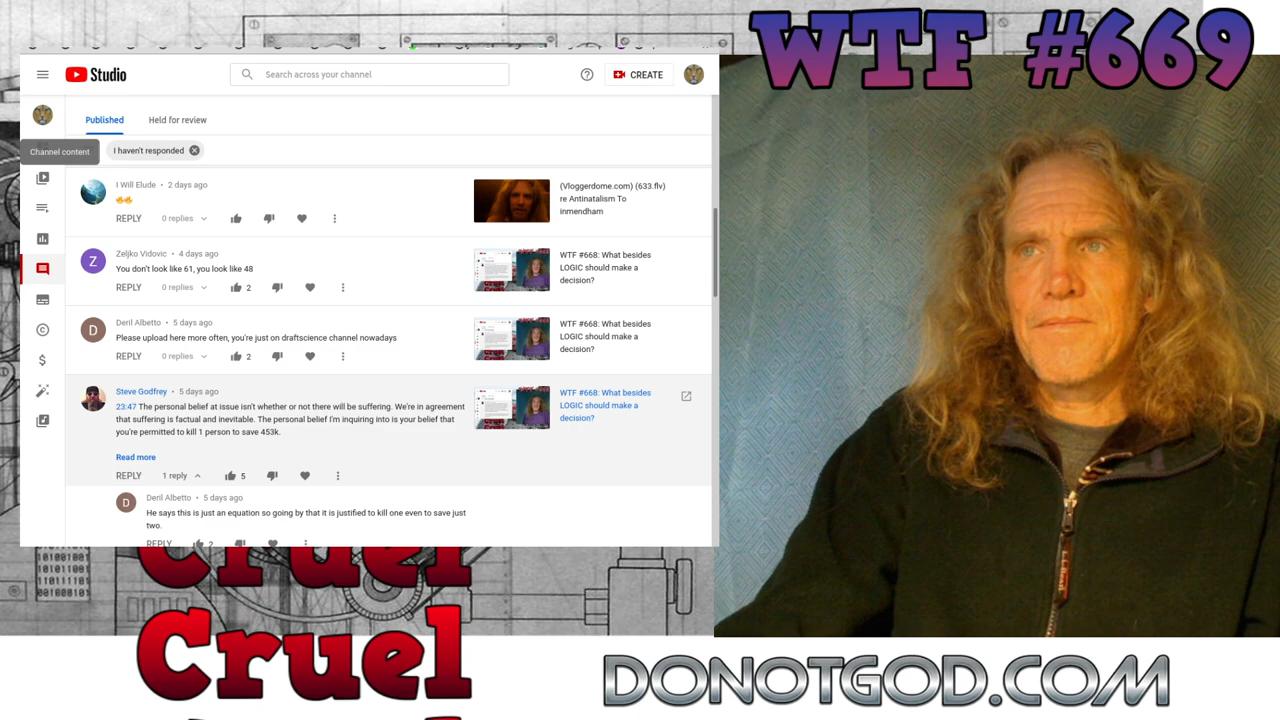 WTF #669
Studio
Search across your channel
CREATE
Published
Held for review
Channel content
I haven't responded
I Will Elude • 2 days ago
🔥🔥
REPLY 0 replies
(Vloggerdome.com) (633.flv)
re Antinatalism To
inmendham
Zeljko Vidovic • 4 days ago
You don't look like 61, you look like 48
REPLY 0 replies 2
WTF #668: What besides
LOGIC should make a
decision?
Deril Albetto • 5 days ago
Please upload here more often, you're just on draftscience channel nowadays
REPLY 0 replies 2
WTF #668: What besides
LOGIC should make a
decision?
Steve Godfrey • 5 days ago
23:47 The personal belief at issue isn't whether or not there will be suffering. We're in agreement
that suffering is factual and inevitable. The personal belief I'm inquiring into is your belief that
you're permitted to kill 1 person to save 453k.
Read more
REPLY 1 reply 5
WTF #668: What besides
LOGIC should make a
decision?
Deril Albetto • 5 days ago
He says this is just an equation so going by that it is justified to kill one even to save just
two.
REPLY 2
Z
D
D
Cruel
Cruel
DONOTGOD.COM